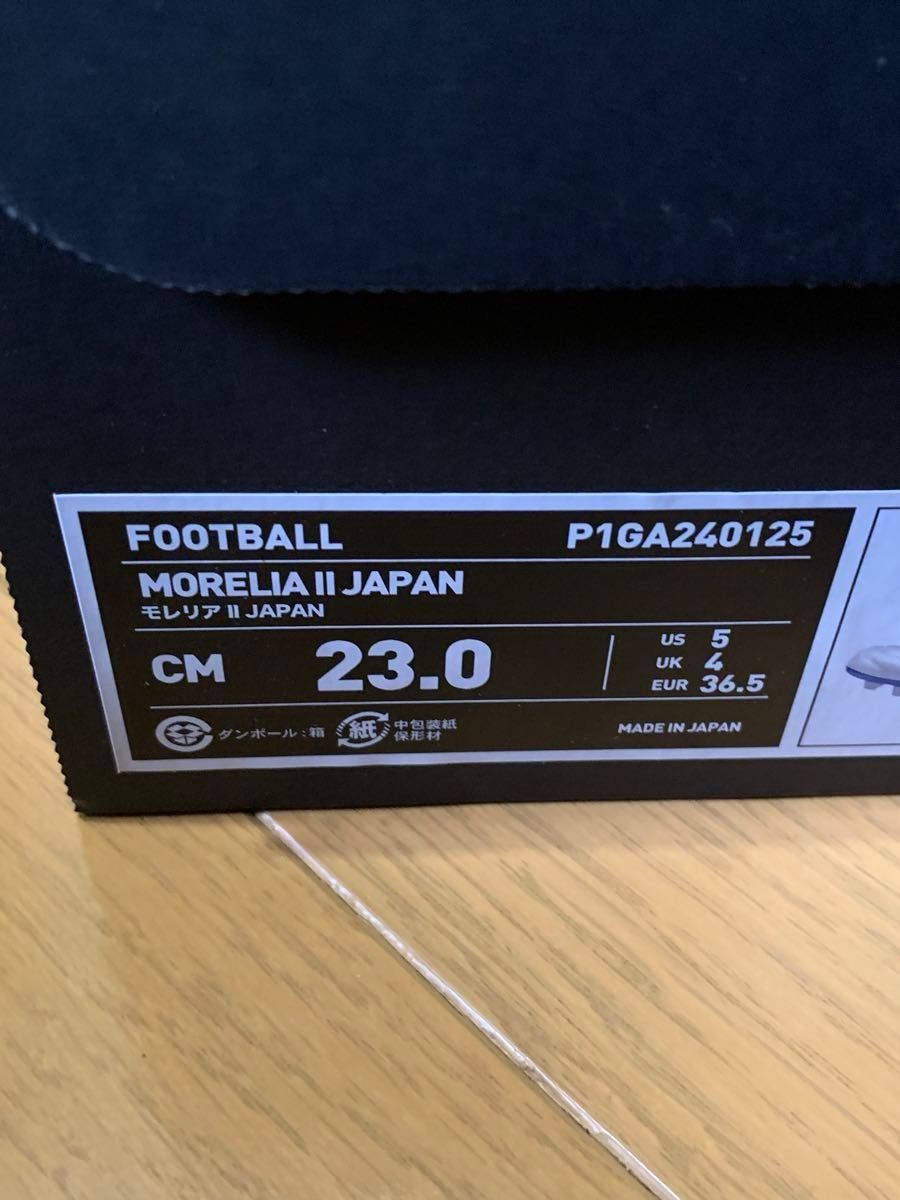 FOOTBALL P1GA240125
MORELIA II JAPAN
モレリア II JAPAN
CM 23.0
US 5
UK 4
EUR 36.5
ダンボール:箱
紙 中包装紙
保形材
MADE IN JAPAN